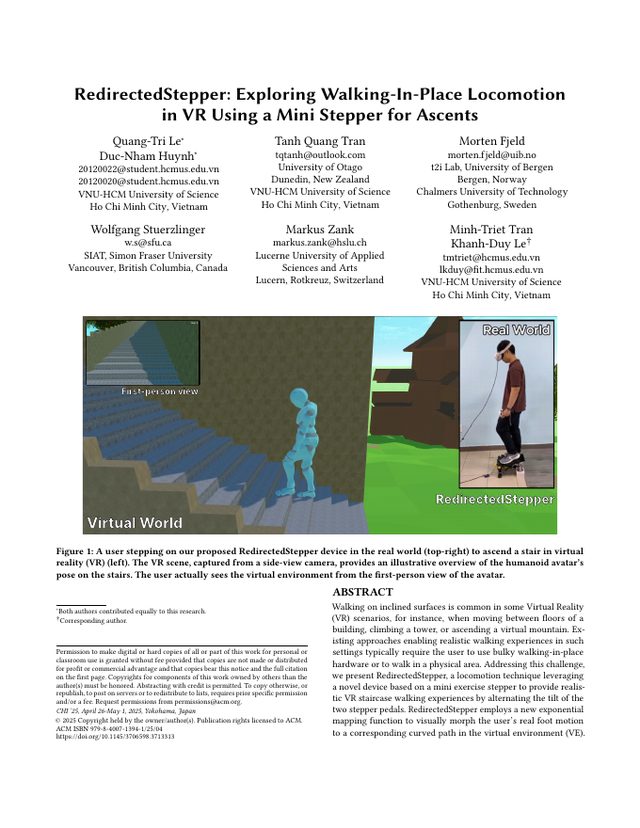 RedirectedStepper: Exploring Walking-In-Place Locomotion
in VR Using a Mini Stepper for Ascents
Quang-Tri Le*
Duc-Nham Huynh*
20120022@student.hcmus.edu.vn
20120020@student.hcmus.edu.vn
VNU-HCM University of Science
Ho Chi Minh City, Vietnam
Tanh Quang Tran
tqtanh@outlook.com
University of Otago
Dunedin, New Zealand
VNU-HCM University of Science
Ho Chi Minh City, Vietnam
Morten Fjeld
morten.fjeld@uib.no
t2i Lab, University of Bergen
Bergen, Norway
Chalmers University of Technology
Gothenburg, Sweden
Wolfgang Stuerzlinger
w.s@sfu.ca
SIAT, Simon Fraser University
Vancouver, British Columbia, Canada
Markus Zank
markus.zank@hslu.ch
Lucerne University of Applied
Sciences and Arts
Lucern, Rotkreuz, Switzerland
Minh-Triet Tran
Khanh-Duy Le†
tmtriet@hcmus.edu.vn
lkduy@fit.hcmus.edu.vn
VNU-HCM University of Science
Ho Chi Minh City, Vietnam
First-person view
Real World
RedirectedStepper
Virtual World
Figure 1: A user stepping on our proposed RedirectedStepper device in the real world (top-right) to ascend a stair in virtual
reality (VR) (left). The VR scene, captured from a side-view camera, provides an illustrative overview of the humanoid avatar's
pose on the stairs. The user actually sees the virtual environment from the first-person view of the avatar.
*Both authors contributed equally to this research.
†Corresponding author.
Permission to make digital or hard copies of all or part of this work for personal or
classroom use is granted without fee provided that copies are not made or distributed
for profit or commercial advantage and that copies bear this notice and the full citation
on the first page. Copyrights for components of this work owned by others than the
author(s) must be honored. Abstracting with credit is permitted. To copy otherwise, or
republish, to post on servers or to redistribute to lists, requires prior specific permission
and/or a fee. Request permissions from permissions@acm.org.
CHI '25, April 26-May 1, 2025, Yokohama, Japan
© 2025 Copyright held by the owner/author(s). Publication rights licensed to ACM.
ACM ISBN 979-8-4007-1394-1/25/04
https://doi.org/10.1145/3706598.3713313
ABSTRACT
Walking on inclined surfaces is common in some Virtual Reality
(VR) scenarios, for instance, when moving between floors of a
building, climbing a tower, or ascending a virtual mountain. Ex-
isting approaches enabling realistic walking experiences in such
settings typically require the user to use bulky walking-in-place
hardware or to walk in a physical area. Addressing this challenge,
we present RedirectedStepper, a locomotion technique leveraging
a novel device based on a mini exercise stepper to provide realis-
tic VR staircase walking experiences by alternating the tilt of the
two stepper pedals. RedirectedStepper employs a new exponential
mapping function to visually morph the user's real foot motion
to a corresponding curved path in the virtual environment (VE).